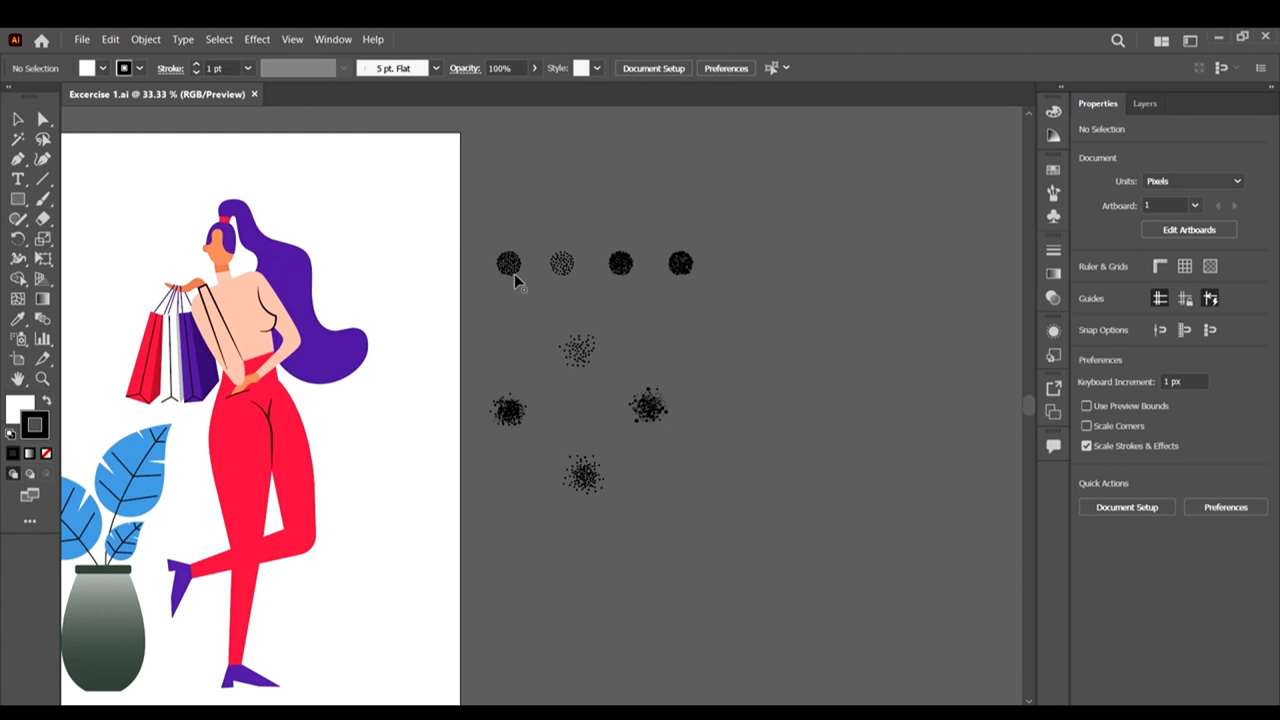 Ai File Edit Object Type Select Effect View Window Help
No Selection Stroke: 1 pt 5 pt. Flat Opacity: 100% Style: Document Setup Preferences
Excercise 1.ai @ 33.33 % (RGB/Preview) ×
Properties Layers
No Selection
Document
Units: Pixels
Artboard: 1
Edit Artboards
Ruler & Grids
Guides
Snap Options
Preferences
Keyboard Increment: 1 px
Use Preview Bounds
Scale Corners
Scale Strokes & Effects
Quick Actions
Document Setup Preferences